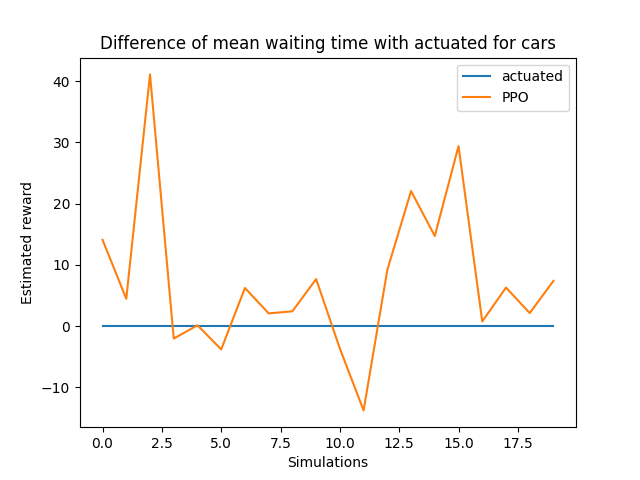 Difference of mean waiting time with actuated for cars
actuated
PPO
Estimated reward
40
30
20
10
0
−10
0.0 2.5 5.0 7.5 10.0 12.5 15.0 17.5
Simulations